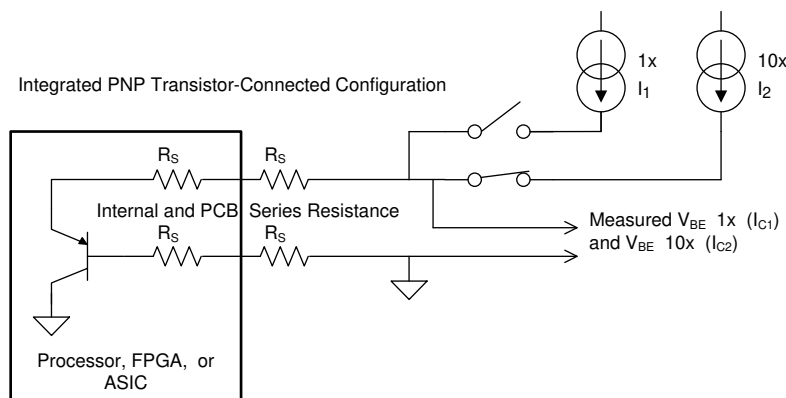 1x
10x
Integrated PNP Transistor-Connected Configuration
I1
I2
RS
RS
Internal and PCB Series Resistance
Measured VBE 1x (IC1)
and VBE 10x (IC2)
RS
RS
Processor, FPGA, or
ASIC